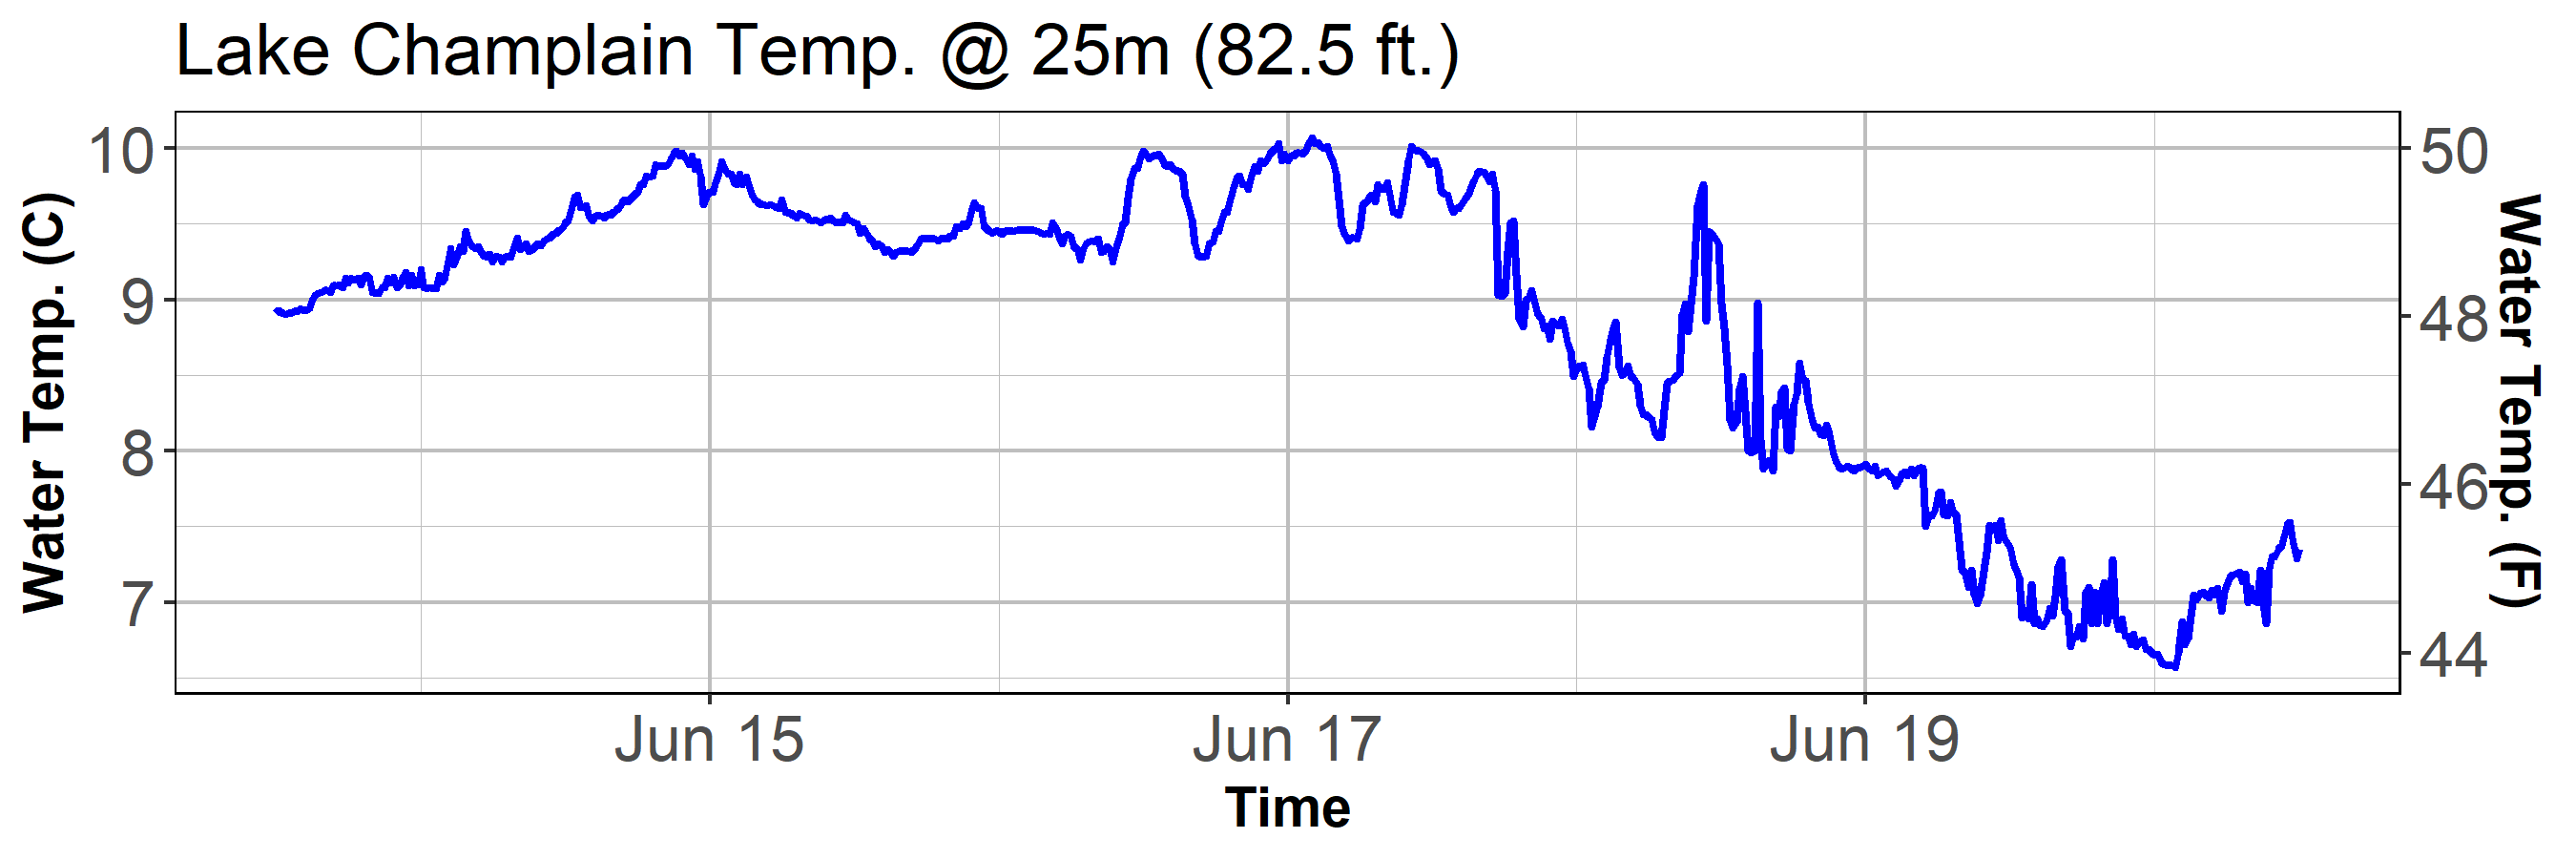 Lake Champlain Temp. @ 25m (82.5 ft.)
Water Temp. (C)
10
9
8
7
50
48
46
44
Water Temp. (F)
Jun 15
Jun 17
Jun 19
Time